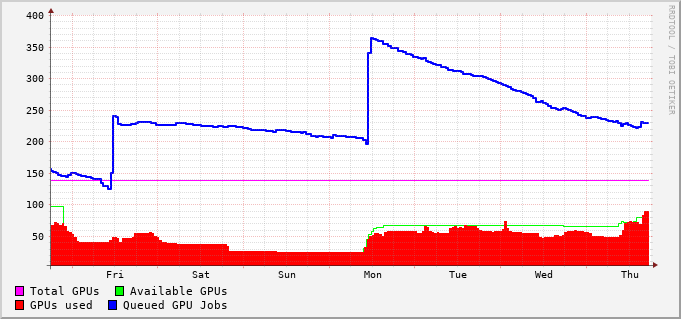 400
350
300
250
200
150
100
50
Fri Sat Sun Mon Tue Wed Thu
Total GPUs Available GPUs
GPUs used Queued GPU Jobs
RRDTOOL / TOBI OETIKER